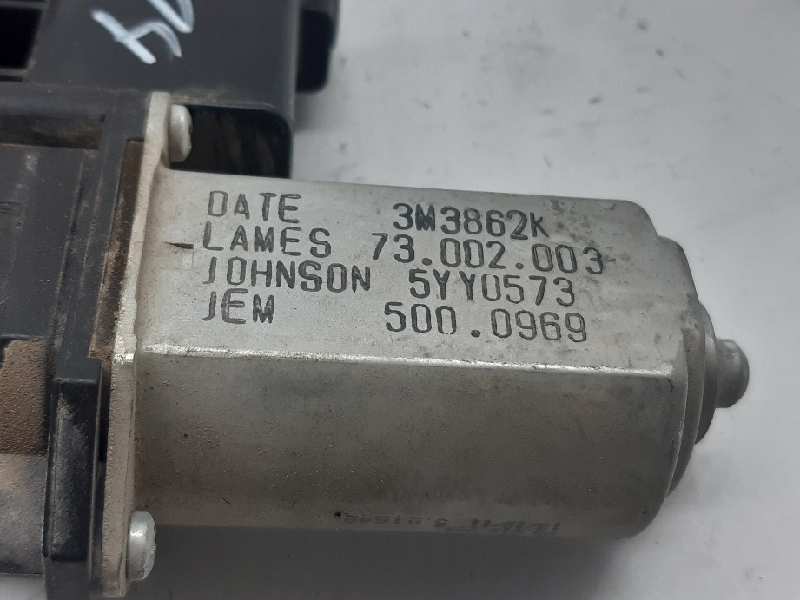 DATE 3M3862K
LAMES 73.002.003
JOHNSON 5YY0573
JEM 500.0969